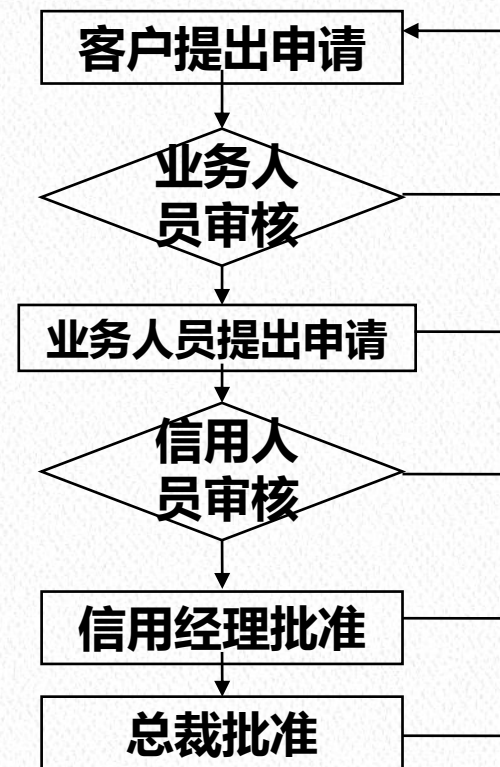 客户提出申请
业务人
员审核
业务人员提出申请
信用人
员审核
信用经理批准
总裁批准